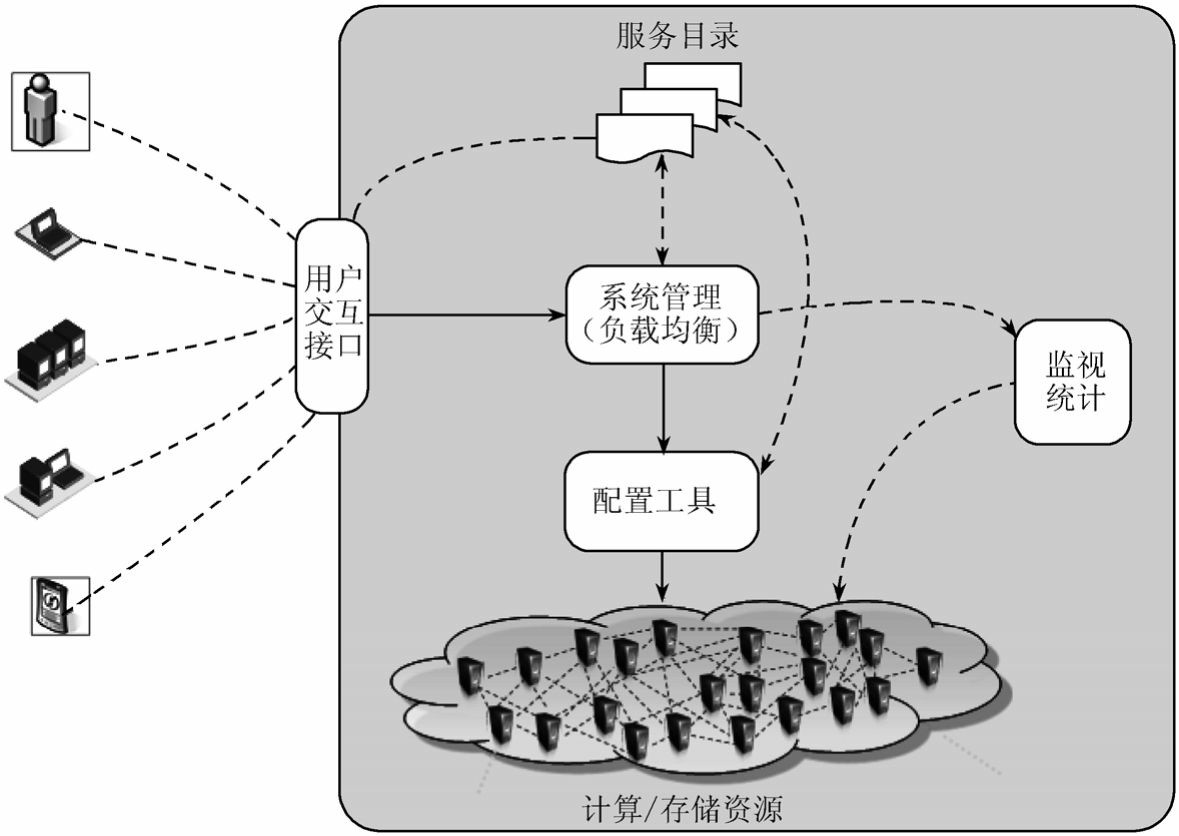 服务目录
用户
交互
接口
系统管理
（负载均衡）
监视
统计
配置工具
计算/存储资源